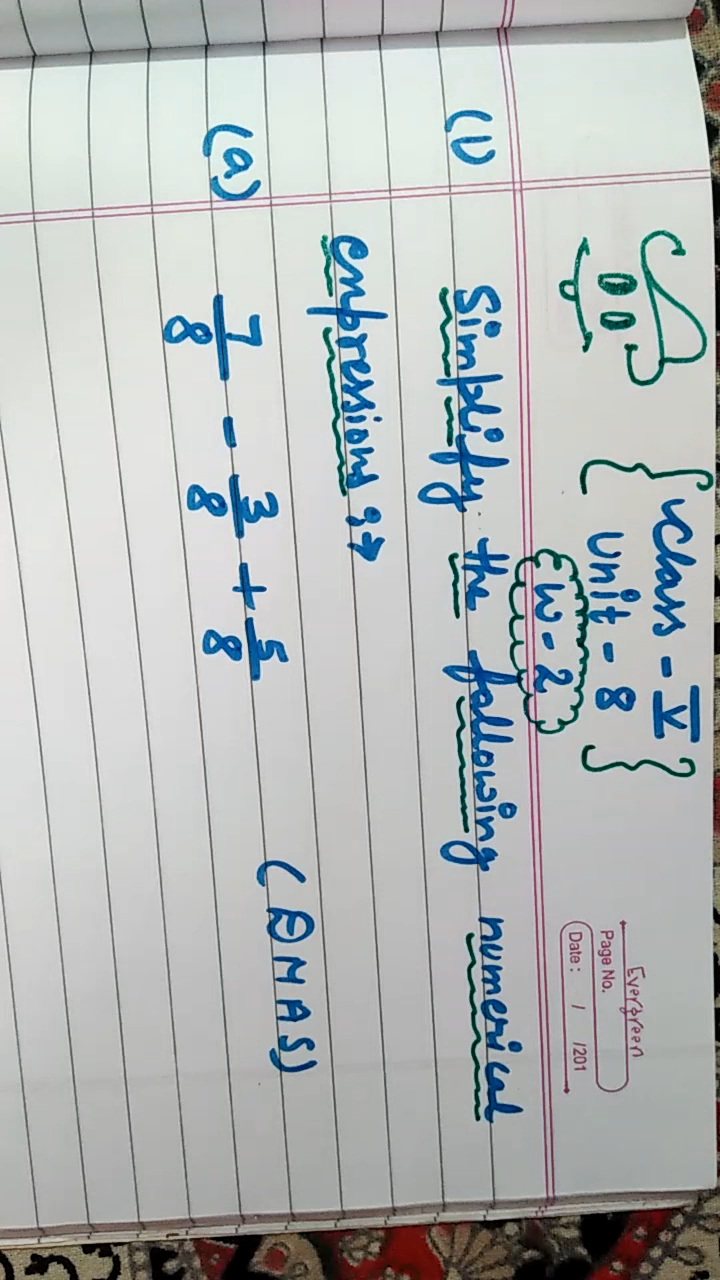 Evergreen
Page No.
Date : / /201
Class - V
Unit - 8
W - 2
(1) Simplify the following numerical
enpressions :→
(a) 7/8 - 3/8 + 5/8 (DMAS)